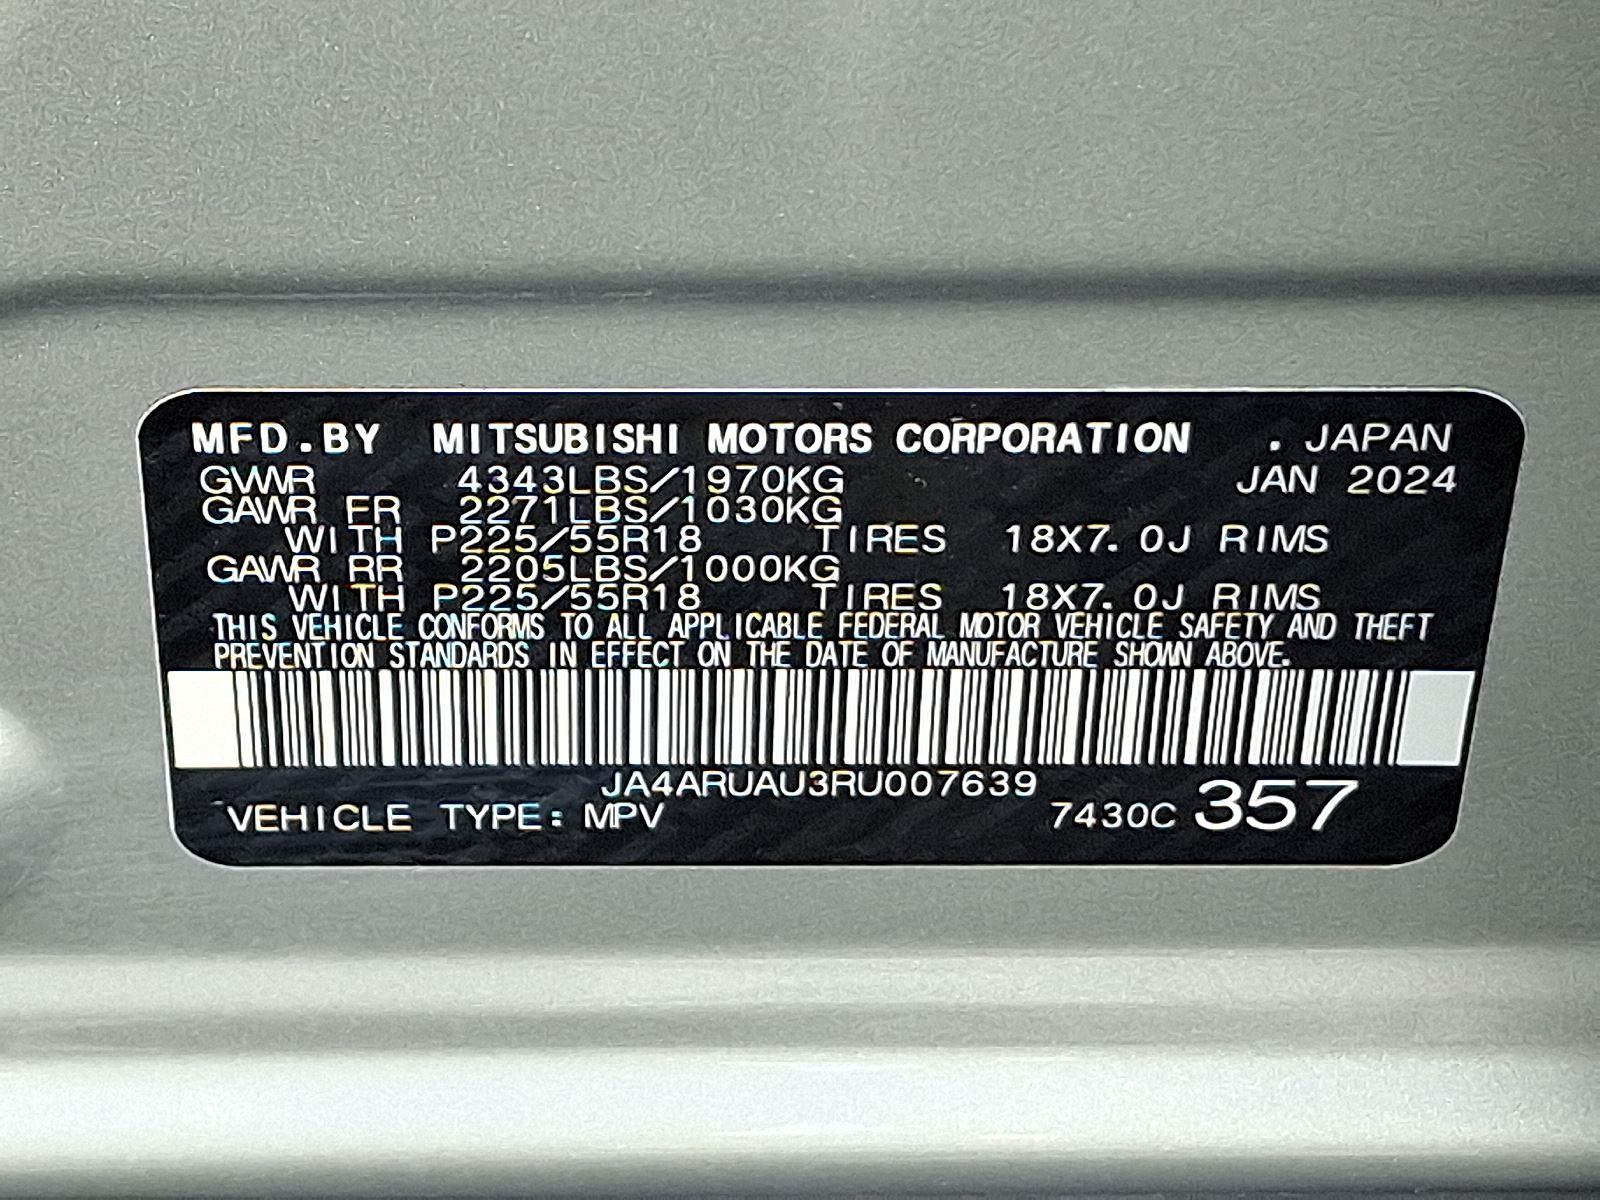 MFD.BY MITSUBISHI MOTORS CORPORATION . JAPAN
GVWR 4343LBS/1970KG JAN 2024
GAWR FR 2271LBS/1030KG
WITH P225/55R18 TIRES 18X7.0J RIMS
GAWR RR 2205LBS/1000KG
WITH P225/55R18 TIRES 18X7.0J RIMS
THIS VEHICLE CONFORMS TO ALL APPLICABLE FEDERAL MOTOR VEHICLE SAFETY AND THEFT
PREVENTION STANDARDS IN EFFECT ON THE DATE OF MANUFACTURE SHOWN ABOVE.
JA4ARUAU3RU007639
VEHICLE TYPE: MPV 7430C 357